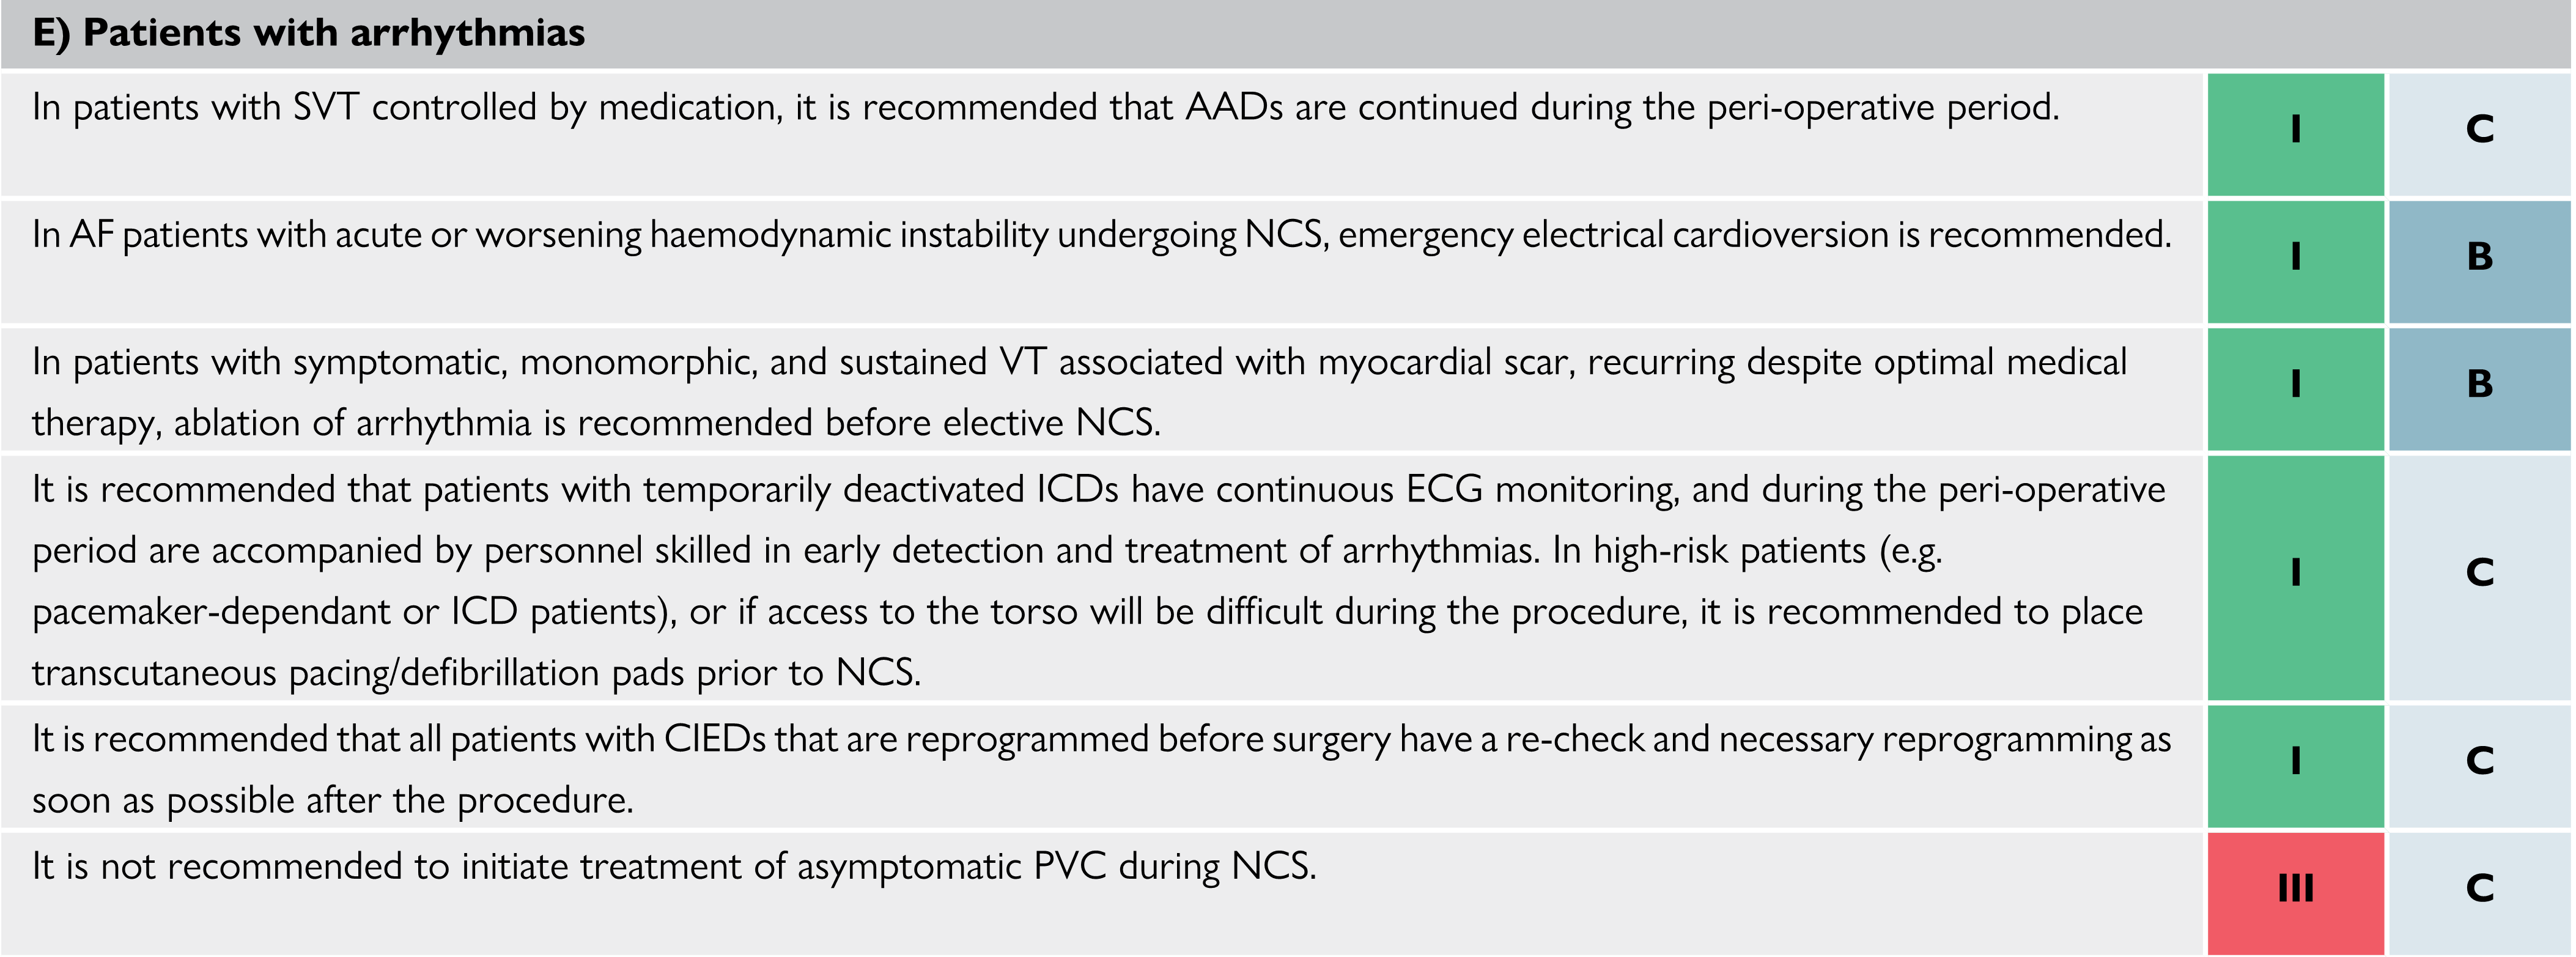 E) Patients with arrhythmias
In patients with SVT controlled by medication, it is recommended that AADs are continued during the peri-operative period.
I
C
In AF patients with acute or worsening haemodynamic instability undergoing NCS, emergency electrical cardioversion is recommended.
I
B
In patients with symptomatic, monomorphic, and sustained VT associated with myocardial scar, recurring despite optimal medical
therapy, ablation of arrhythmia is recommended before elective NCS.
I
B
It is recommended that patients with temporarily deactivated ICDs have continuous ECG monitoring, and during the peri-operative
period are accompanied by personnel skilled in early detection and treatment of arrhythmias. In high-risk patients (e.g.
pacemaker-dependant or ICD patients), or if access to the torso will be difficult during the procedure, it is recommended to place
transcutaneous pacing/defibrillation pads prior to NCS.
I
C
It is recommended that all patients with CIEDs that are reprogrammed before surgery have a re-check and necessary reprogramming as
soon as possible after the procedure.
I
C
It is not recommended to initiate treatment of asymptomatic PVC during NCS.
III
C